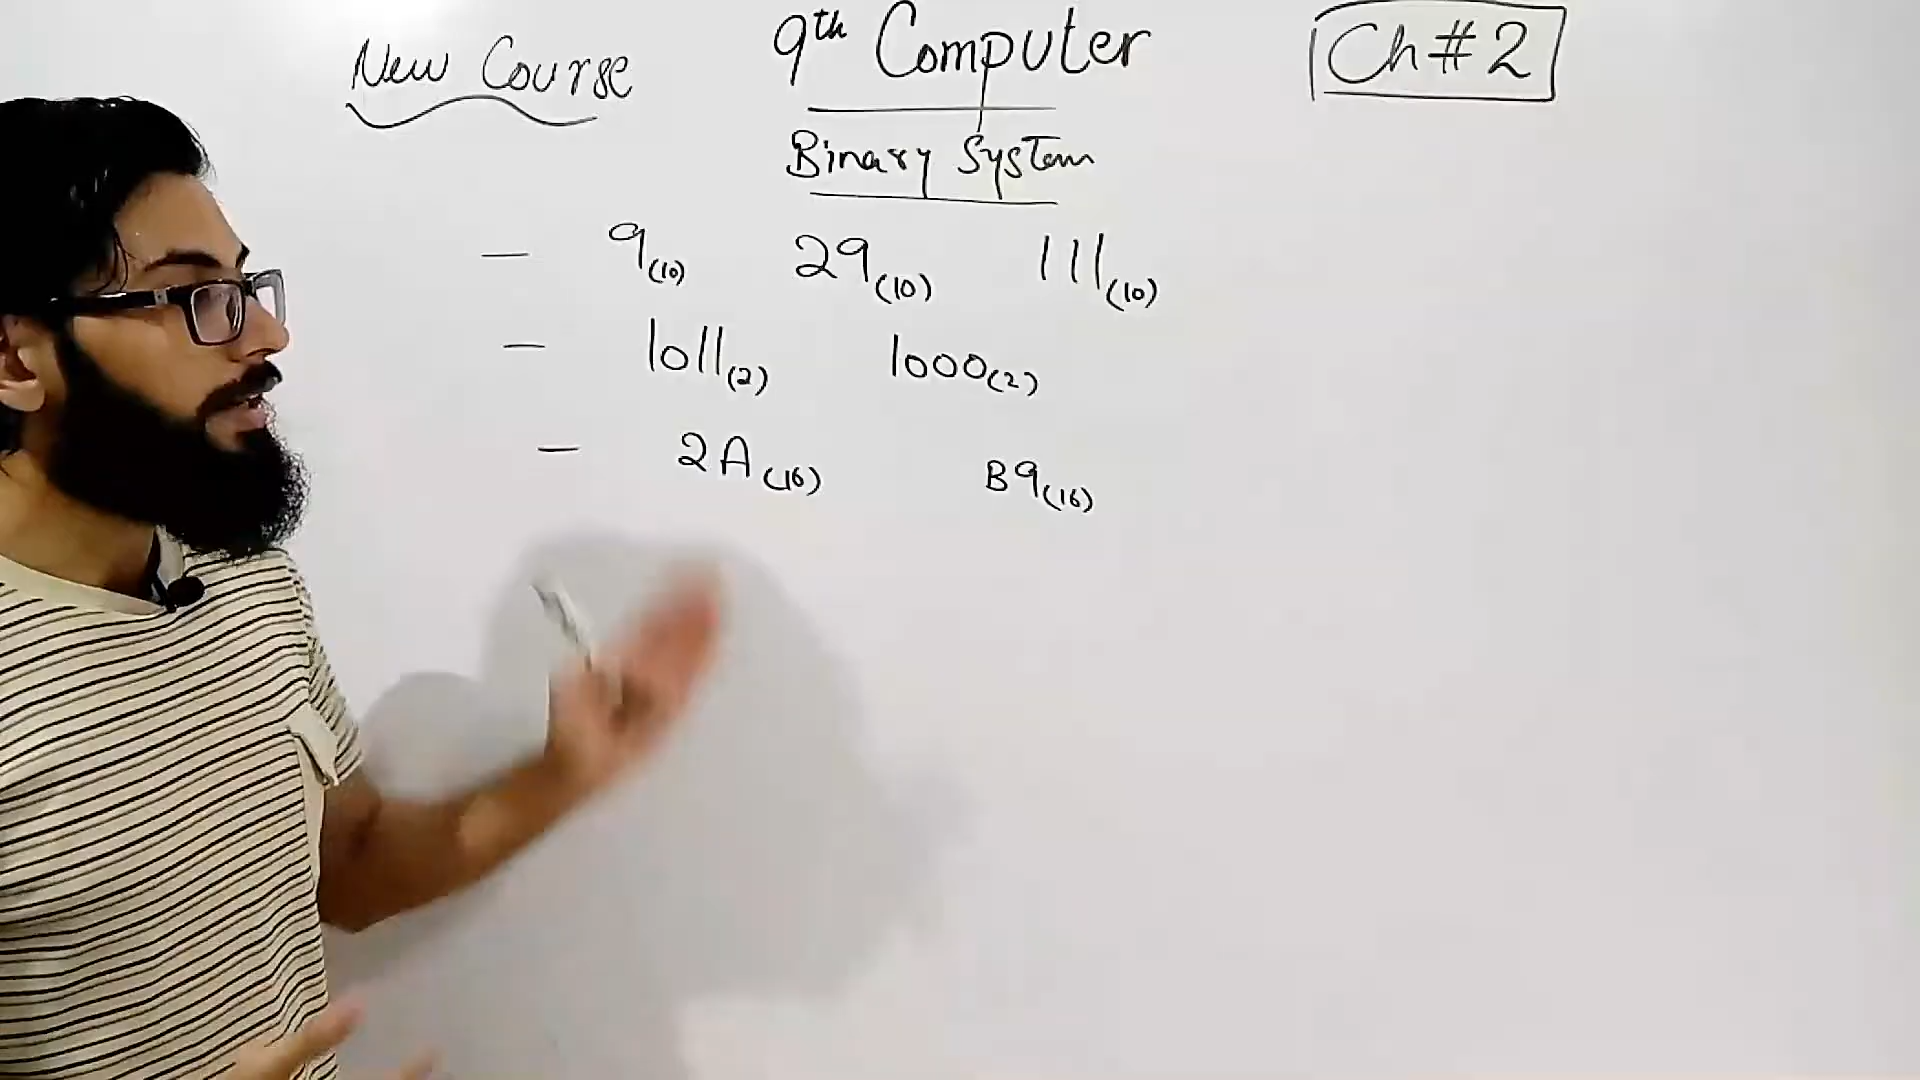 New Course 9th Computer Ch # 2
Binary System
— 9(10) 29(10) 111(10)
— 1011(2) 1000(2)
— 2A(16) B9(16)